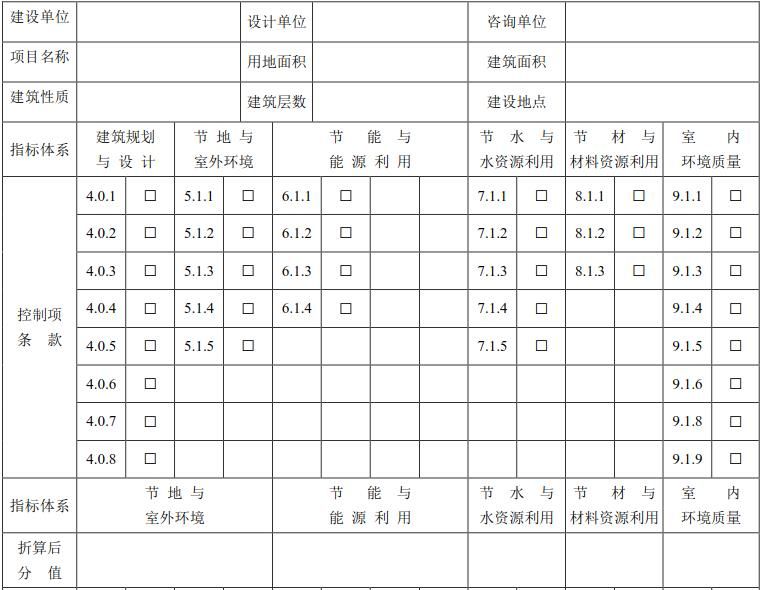 建设单位 设计单位 咨询单位
项目名称 用地面积 建筑面积
建筑性质 建筑层数 建设地点
指标体系 建筑规划与设计 节地与室外环境 节能与能源利用 节水与水资源利用 节材与材料资源利用 室内环境质量
控制项条款
4.0.1 □ 5.1.1 □ 6.1.1 □ 7.1.1 □ 8.1.1 □ 9.1.1 □
4.0.2 □ 5.1.2 □ 6.1.2 □ 7.1.2 □ 8.1.2 □ 9.1.2 □
4.0.3 □ 5.1.3 □ 6.1.3 □ 7.1.3 □ 8.1.3 □ 9.1.3 □
4.0.4 □ 5.1.4 □ 6.1.4 □ 7.1.4 □ 9.1.4 □
4.0.5 □ 5.1.5 □ 7.1.5 □ 9.1.5 □
4.0.6 □ 9.1.6 □
4.0.7 □ 9.1.8 □
4.0.8 □ 9.1.9 □
指标体系 节地与室外环境 节能与能源利用 节水与水资源利用 节材与材料资源利用 室内环境质量
折算后分值